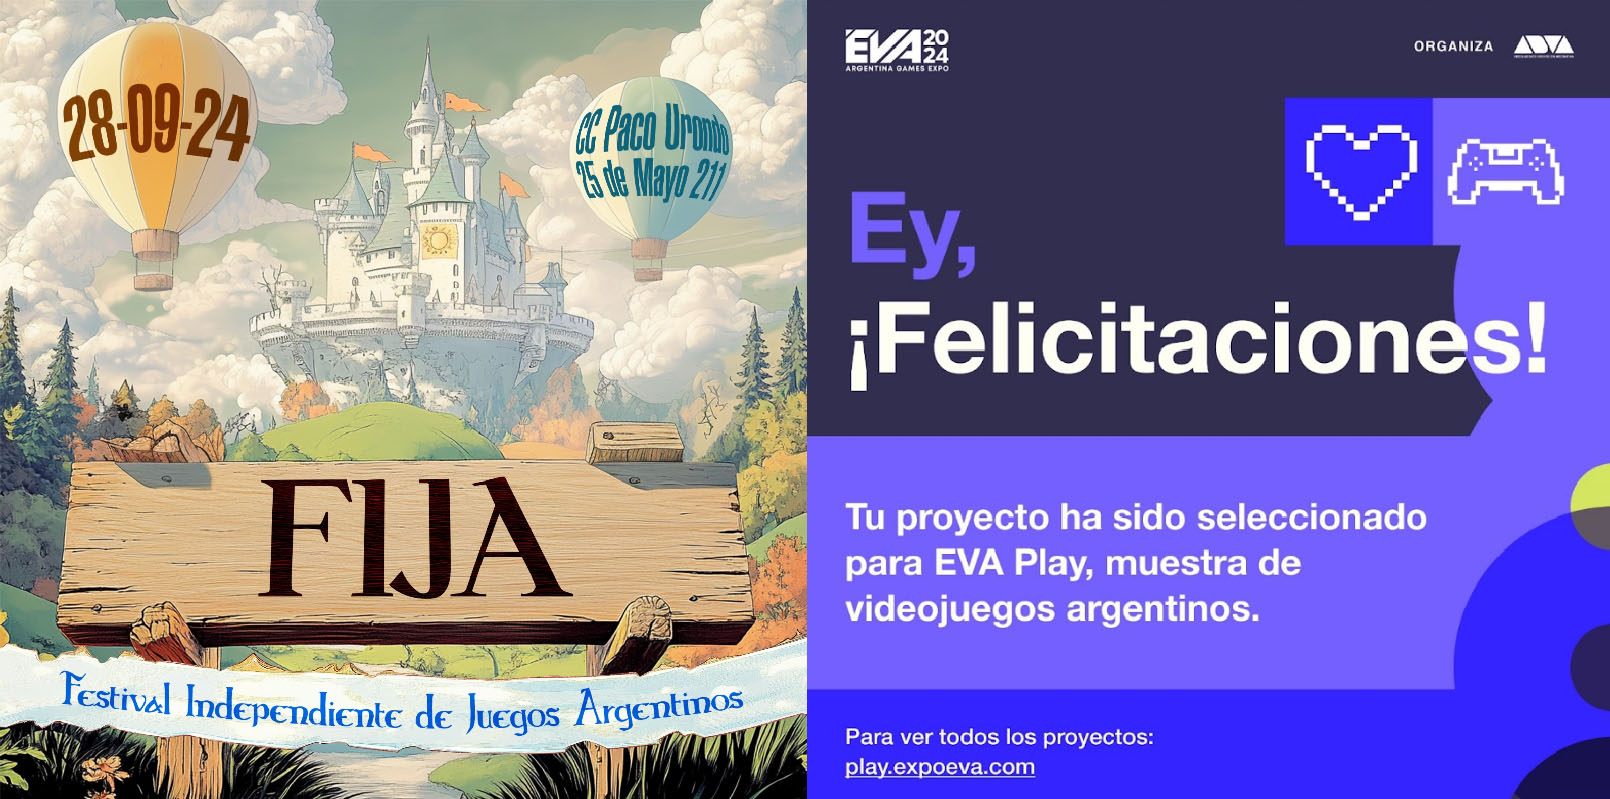 28-09-24
CC Paco Urondo
25 de Mayo 211
FIJA
Festival Independiente de Juegos Argentinos
EVA 2024
ARGENTINA GAMES EXPO
ORGANIZA
ADVA
Ey,
¡Felicitaciones!
Tu proyecto ha sido seleccionado
para EVA Play, muestra de
videojuegos argentinos.
Para ver todos los proyectos:
play.expoeva.com